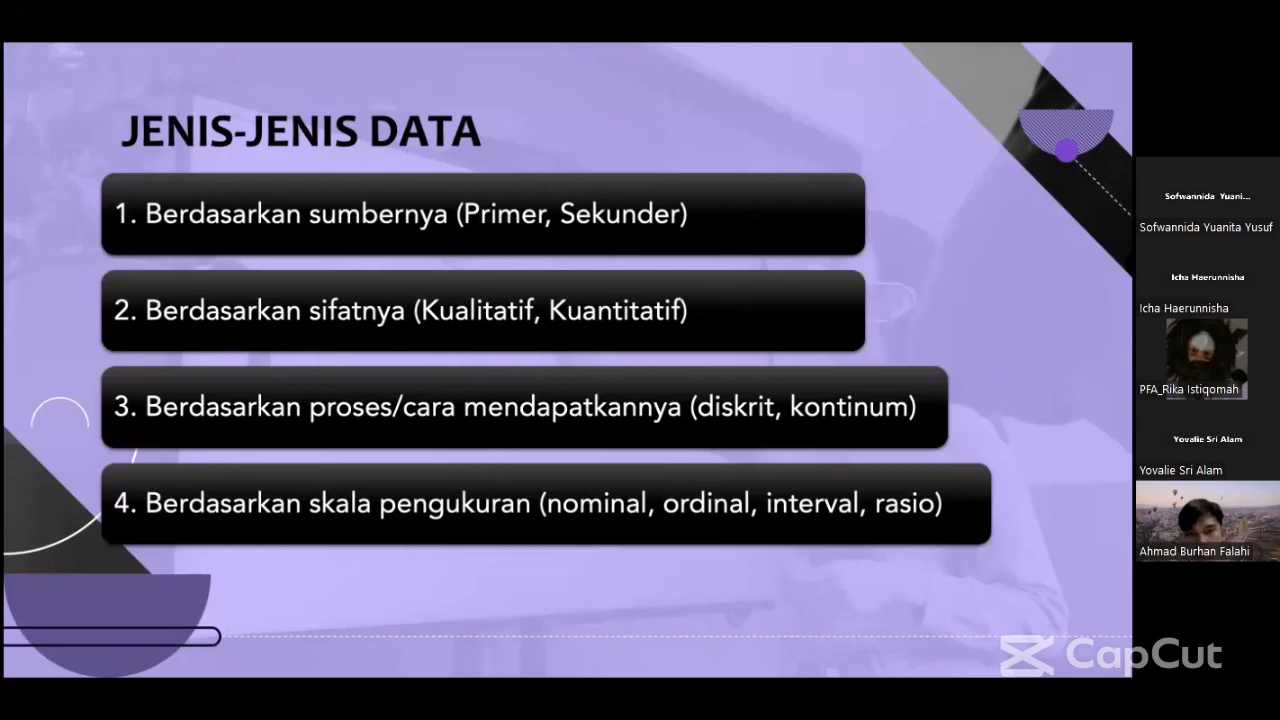 JENIS-JENIS DATA
1. Berdasarkan sumbernya (Primer, Sekunder)
2. Berdasarkan sifatnya (Kualitatif, Kuantitatif)
3. Berdasarkan proses/cara mendapatkannya (diskrit, kontinum)
4. Berdasarkan skala pengukuran (nominal, ordinal, interval, rasio)
Sofwannida Yuani...
Sofwannida Yuanita Yusuf
Icha Haerunnisha
Icha Haerunnisha
PFA_Rika Istiqomah
Yovalie Sri Alam
Yovalie Sri Alam
Ahmad Burhan Falahi
CapCut